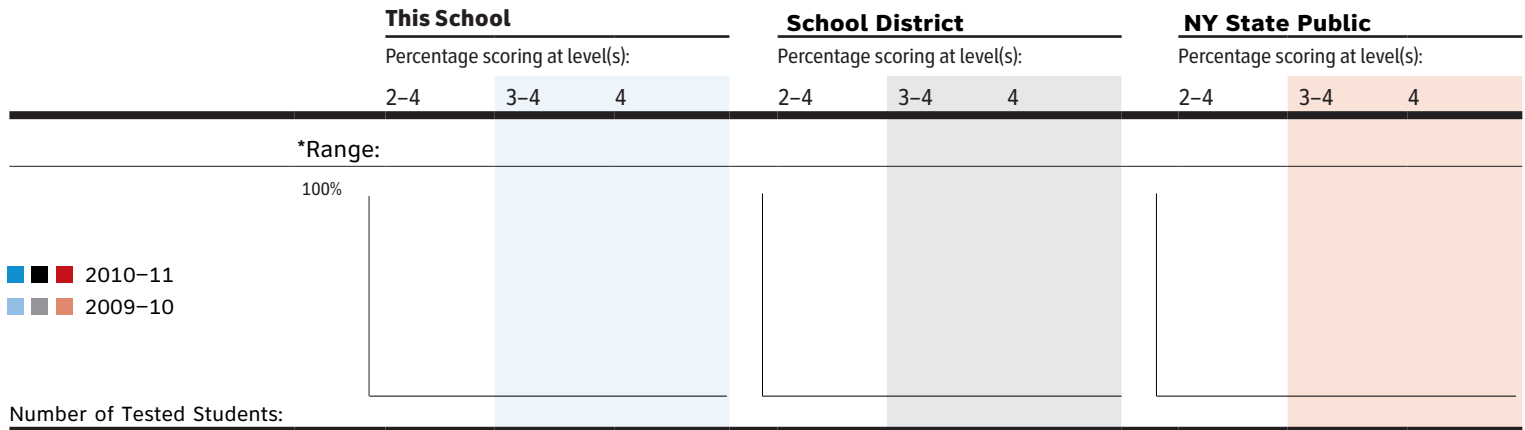 This School School District NY State Public
Percentage scoring at level(s): Percentage scoring at level(s): Percentage scoring at level(s):
2–4 3–4 4 2–4 3–4 4 2–4 3–4 4
*Range:
100%
2010–11
2009–10
Number of Tested Students: